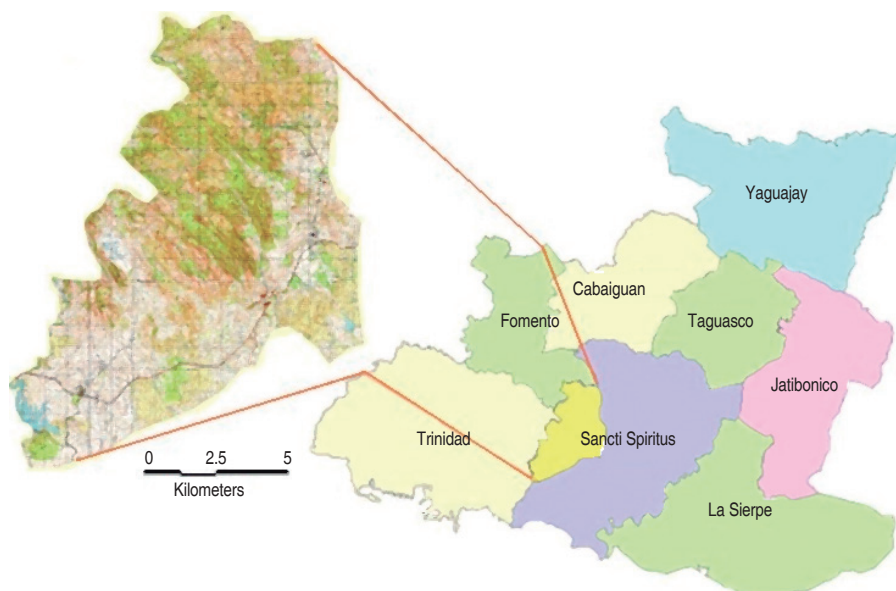 Yaguajay
Cabaiguan
Fomento
Taguasco
Jatibonico
Trinidad
Sancti Spiritus
0 2.5 5
Kilometers
La Sierpe